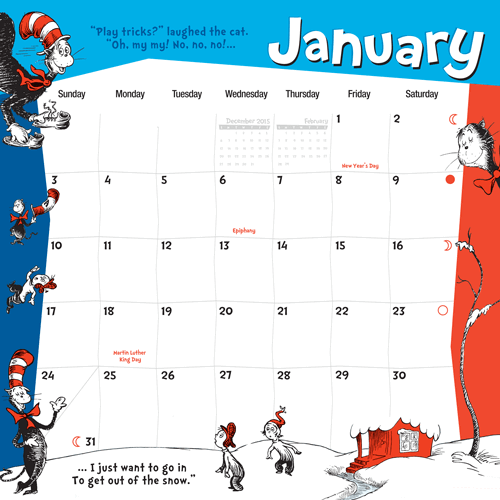 "Play tricks?" laughed the cat.
"Oh, my my! No, no, no!...
January
Sunday Monday Tuesday Wednesday Thursday Friday Saturday
December 2015 February
1 2
New Year's Day
3 4 5 6 7 8 9
Epiphany
10 11 12 13 14 15 16
17 18 19 20 21 22 23
Martin Luther
King Day
24 25 26 27 28 29 30
31
... I just want to go in
To get out of the snow."